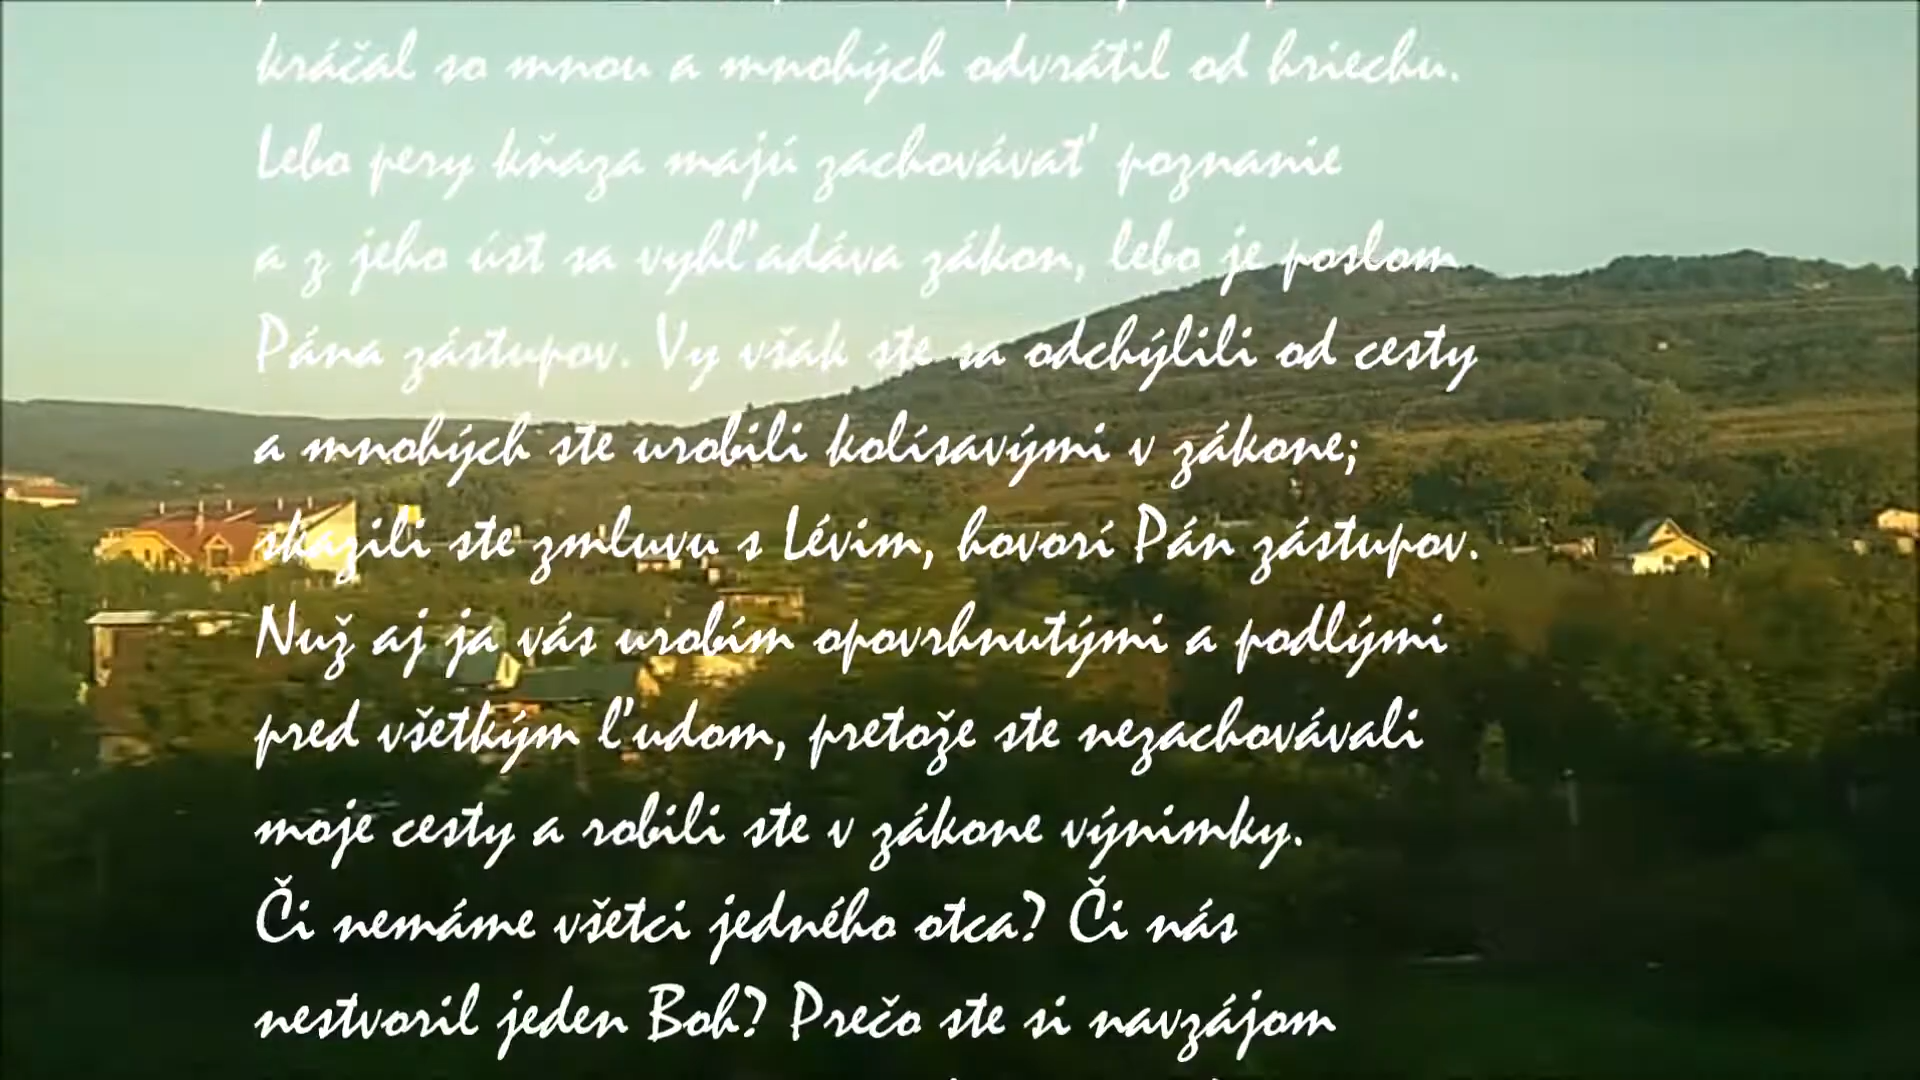 kráčal so mnou a mnohých odvrátil od hriechu.
Lebo pery kňaza majú zachovávať poznanie
a z jeho úst sa vyhľadáva zákon, lebo je poslom
Pána zástupov. Vy však ste sa odchýlili od cesty
a mnohých ste urobili kolísavými v zákone;
skazili ste zmluvu s Lévim, hovorí Pán zástupov.
Nuž aj ja vás urobím opovrhnutými a podlými
pred všetkým ľudom, pretože ste nezachovávali
moje cesty a robili ste v zákone výnimky.
Či nemáme všetci jedného otca? Či nás
nestvoril jeden Boh? Prečo ste si navzájom